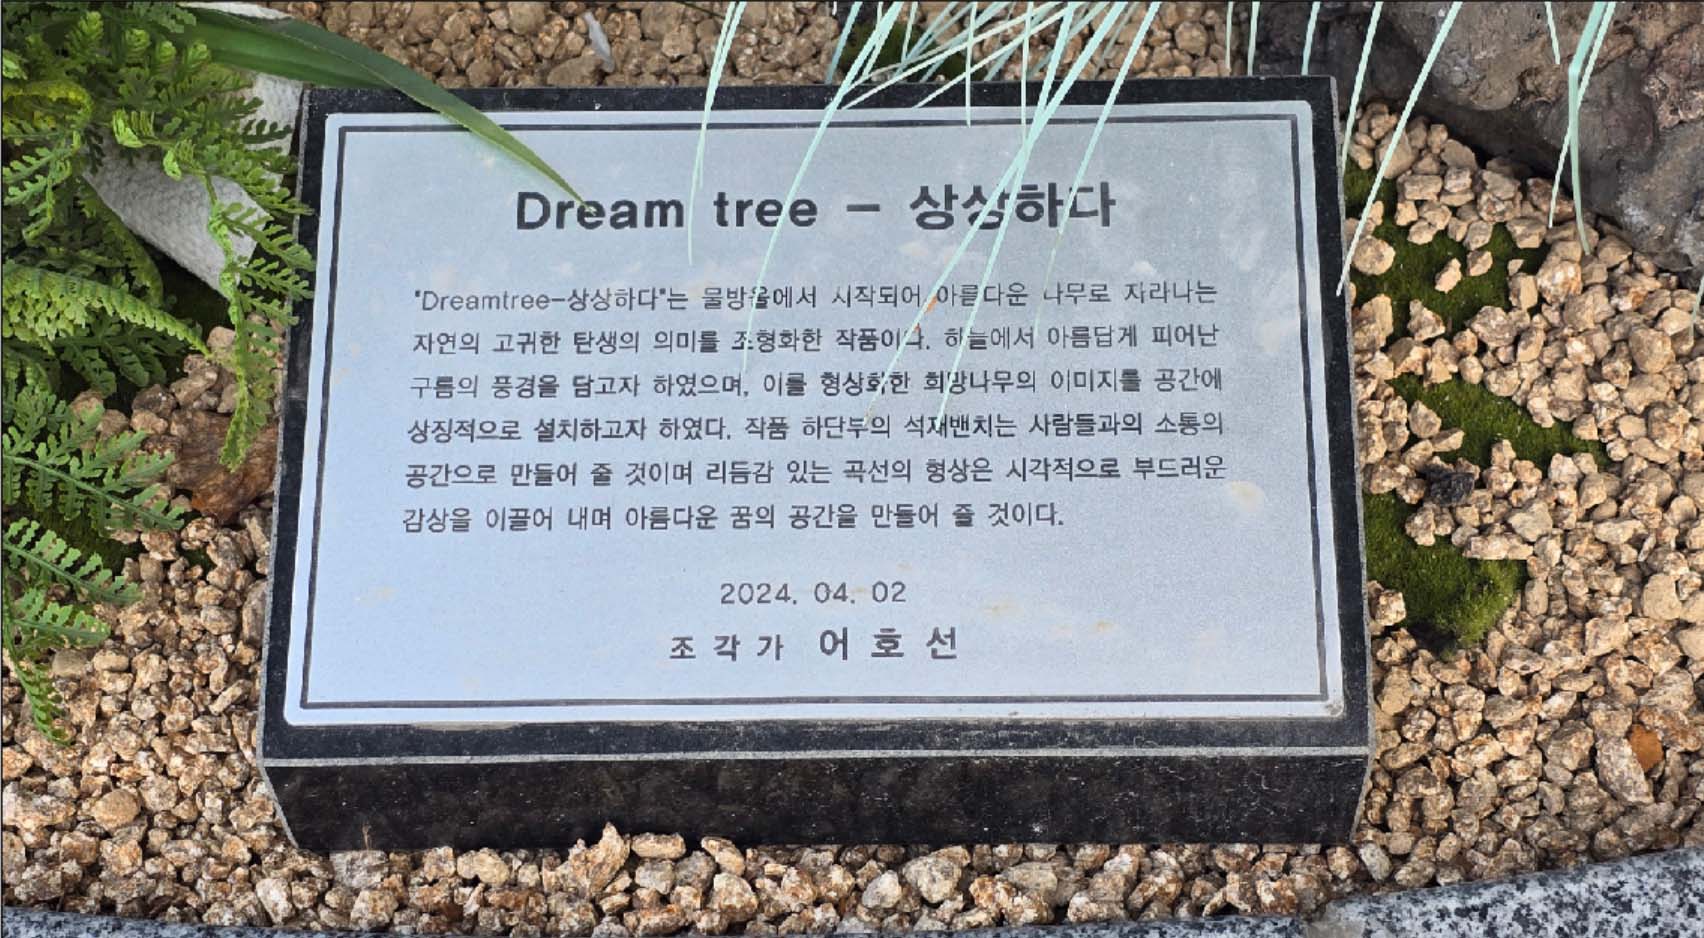 Dream tree - 상상하다
"Dreamtree-상상하다"는 물방울에서 시작되어 아름다운 나무로 자라나는
자연의 고귀한 탄생의 의미를 조형화한 작품이다. 하늘에서 아름답게 피어난
구름의 풍경을 담고자 하였으며, 이를 형상화한 희망나무의 이미지를 공간에
상징적으로 설치하고자 하였다. 작품 하단부의 석재밴치는 사람들과의 소통의
공간으로 만들어 줄 것이며 리듬감 있는 곡선의 형상은 시각적으로 부드러운
감상을 이끌어 내며 아름다운 꿈의 공간을 만들어 줄 것이다.
2024. 04. 02
조각가 어호선